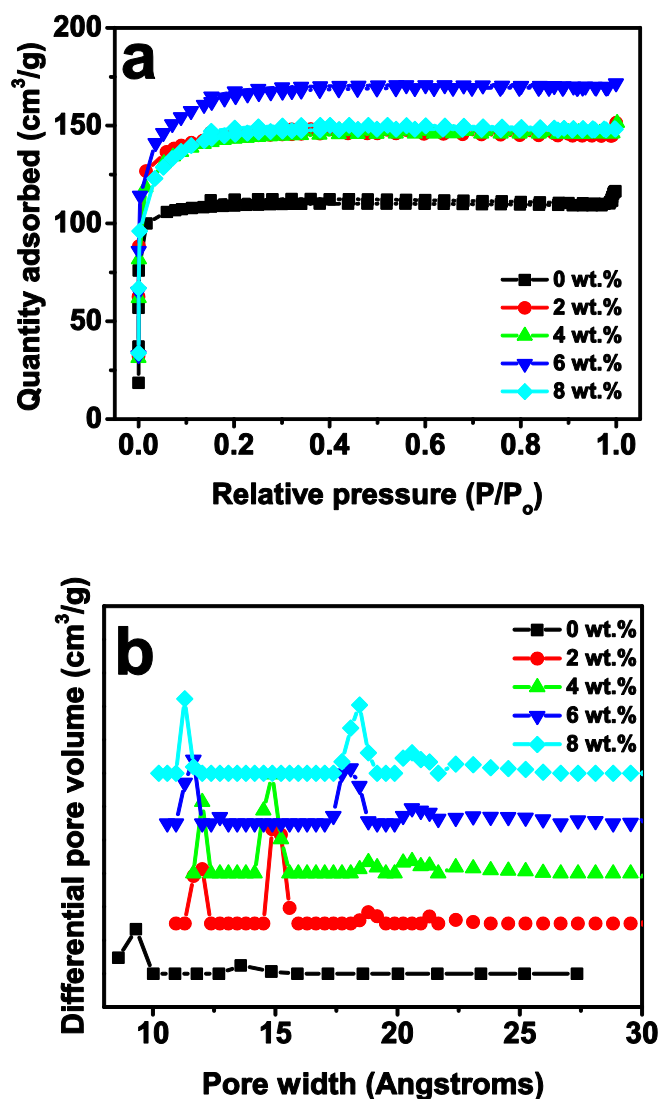 a
200
150
100
50
0
Quantity adsorbed (cm³/g)
0 wt.%
2 wt.%
4 wt.%
6 wt.%
8 wt.%
0.0 0.2 0.4 0.6 0.8 1.0
Relative pressure (P/Pₒ)
b
Differential pore volume (cm³/g)
0 wt.%
2 wt.%
4 wt.%
6 wt.%
8 wt.%
10 15 20 25 30
Pore width (Angstroms)